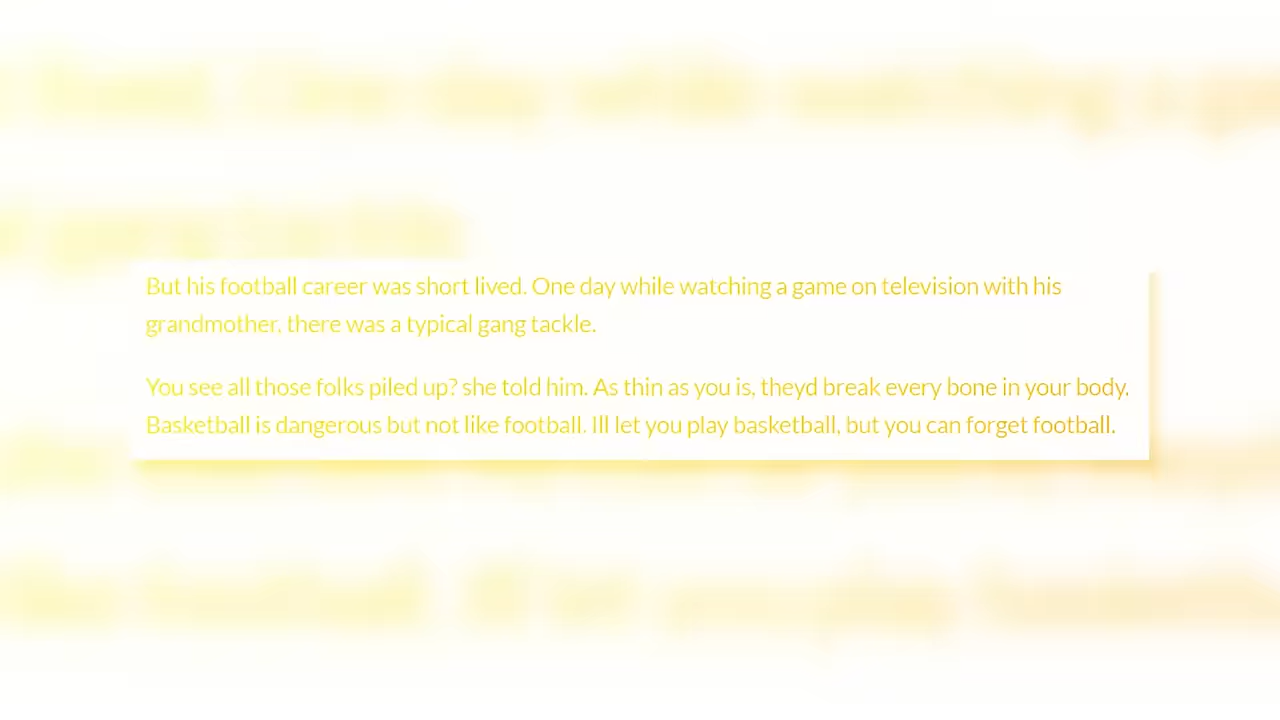 But his football career was short lived. One day while watching a game on television with his
grandmother, there was a typical gang tackle.
You see all those folks piled up? she told him. As thin as you is, theyd break every bone in your body.
Basketball is dangerous but not like football. Ill let you play basketball, but you can forget football.